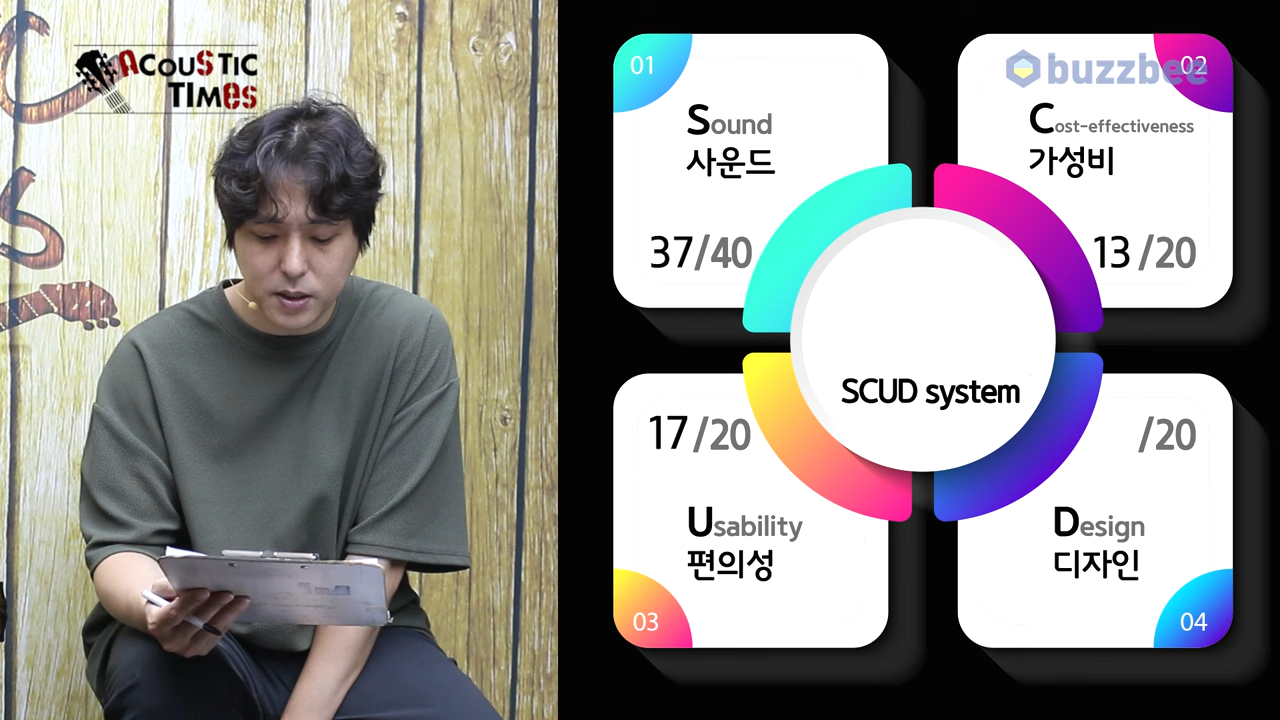 ACOUSTIC
TIMES
01
Sound
사운드
37/40
buzzbee
02
Cost-effectiveness
가성비
13 /20
SCUD system
17 /20
Usability
편의성
03
/20
Design
디자인
04